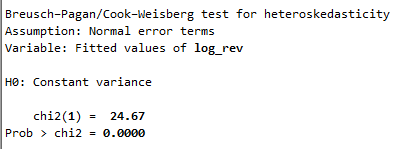 Breusch–Pagan/Cook–Weisberg test for heteroskedasticity
Assumption: Normal error terms
Variable: Fitted values of log_rev
H0: Constant variance
chi2(1) = 24.67
Prob > chi2 = 0.0000